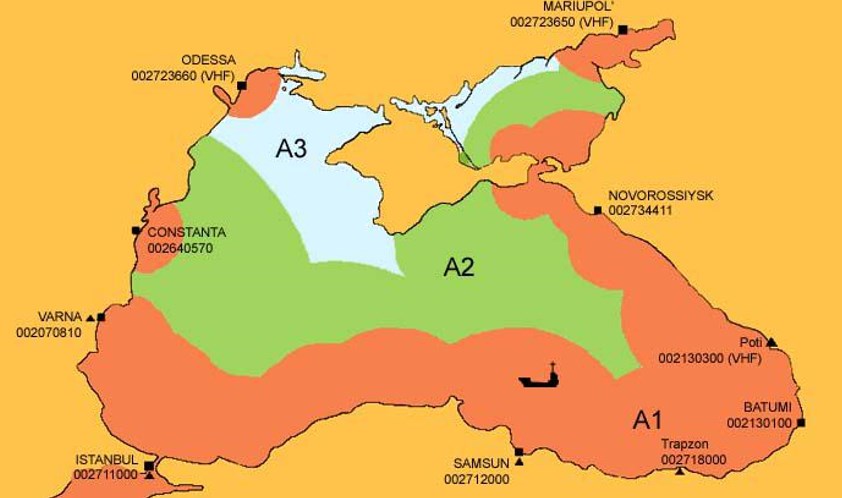 MARIUPOL'
002723650 (VHF)
ODESSA
002723660 (VHF)
A3
NOVOROSSIYSK
002734411
CONSTANTA
002640570
A2
VARNA
002070810
Poti
002130300 (VHF)
BATUMI
002130100
A1
Trapzon
002718000
ISTANBUL
002711000
SAMSUN
002712000